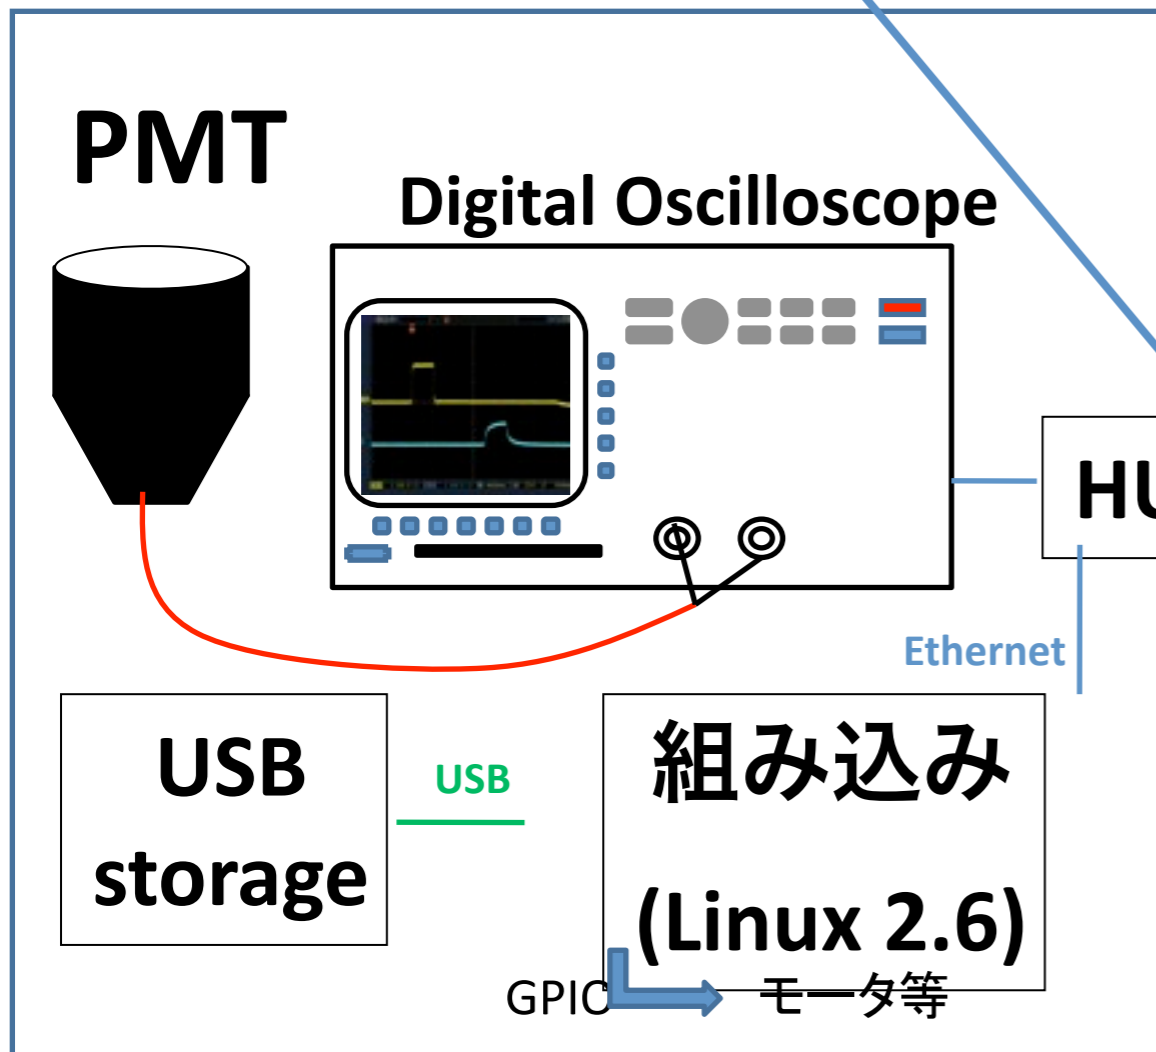 PMT
Digital Oscilloscope
HU
Ethernet
USB
storage
USB
組み込み
(Linux 2.6)
GPIO
モータ等